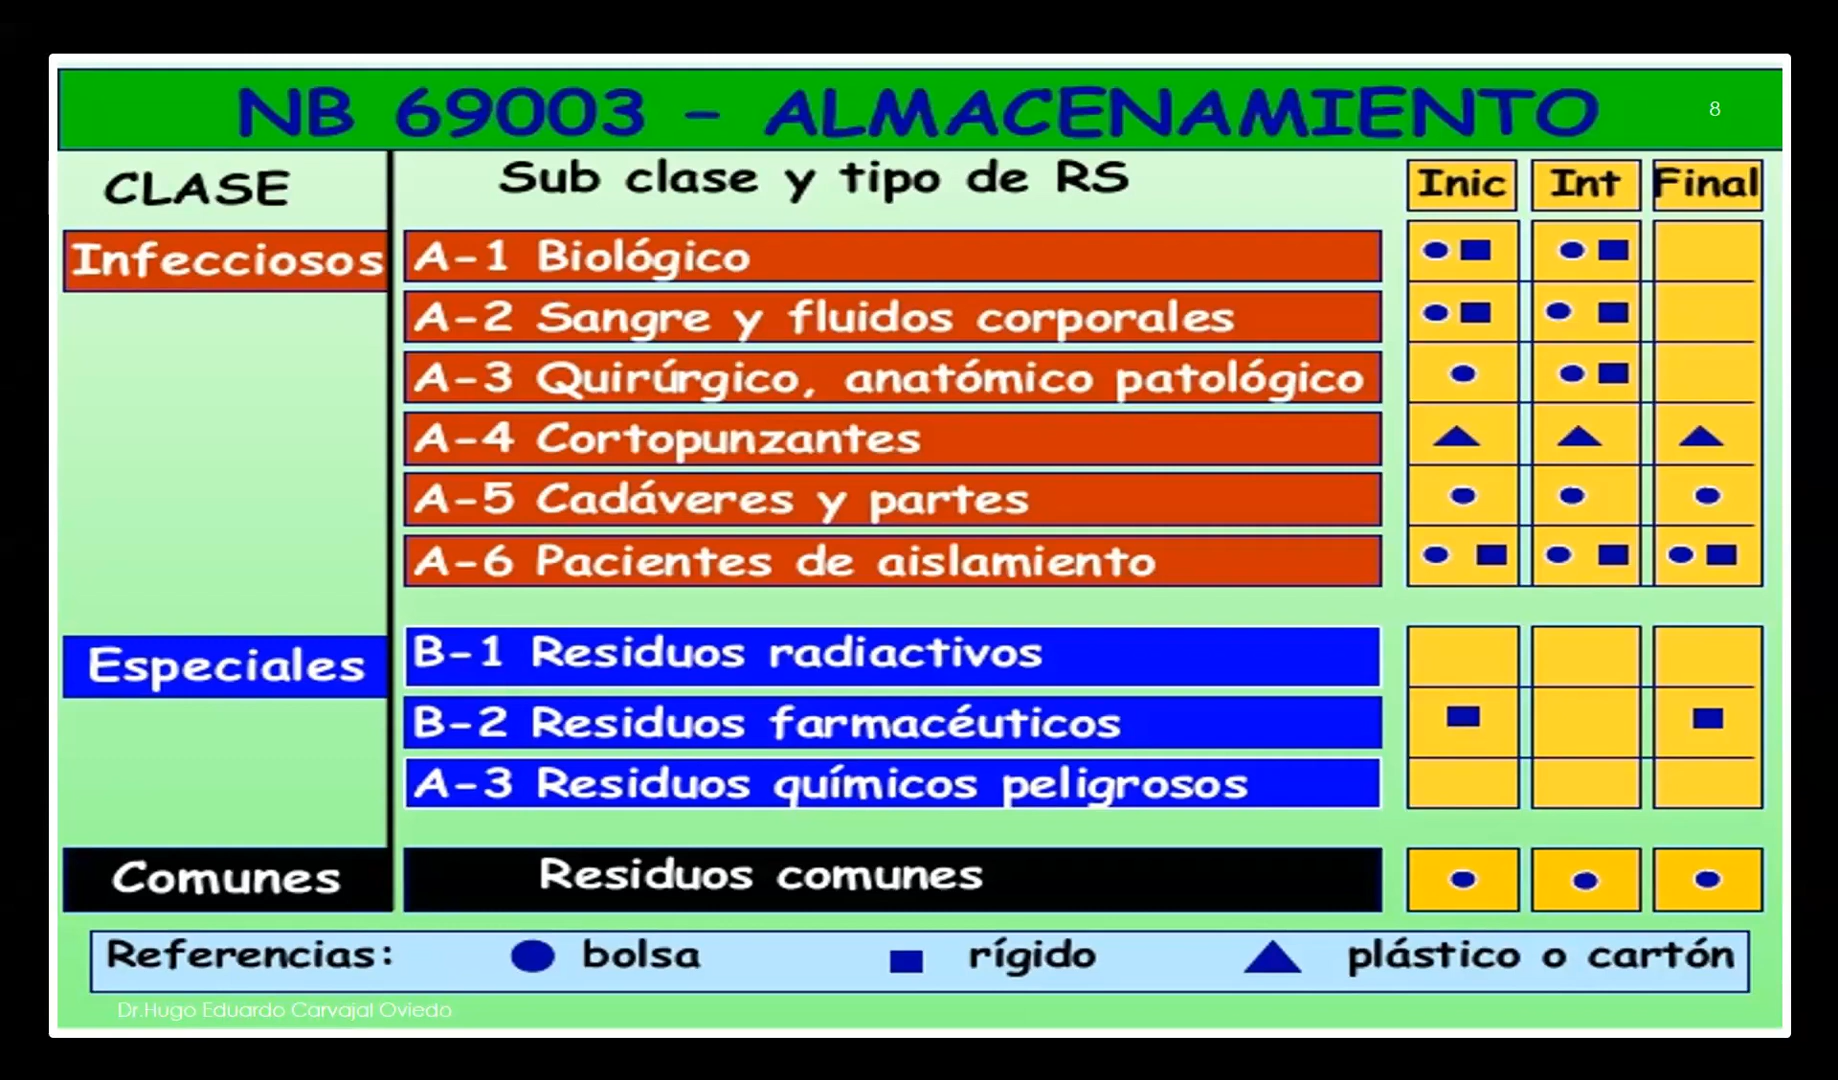 NB 69003 - ALMACENAMIENTO
8
CLASE
Sub clase y tipo de RS
Inic
Int
Final
Infecciosos
A-1 Biológico
A-2 Sangre y fluidos corporales
A-3 Quirúrgico, anatómico patológico
A-4 Cortopunzantes
A-5 Cadáveres y partes
A-6 Pacientes de aislamiento
Especiales
B-1 Residuos radiactivos
B-2 Residuos farmacéuticos
A-3 Residuos químicos peligrosos
Comunes
Residuos comunes
Referencias:
bolsa
rígido
plástico o cartón
Dr.Hugo Eduardo Carvajal Oviedo